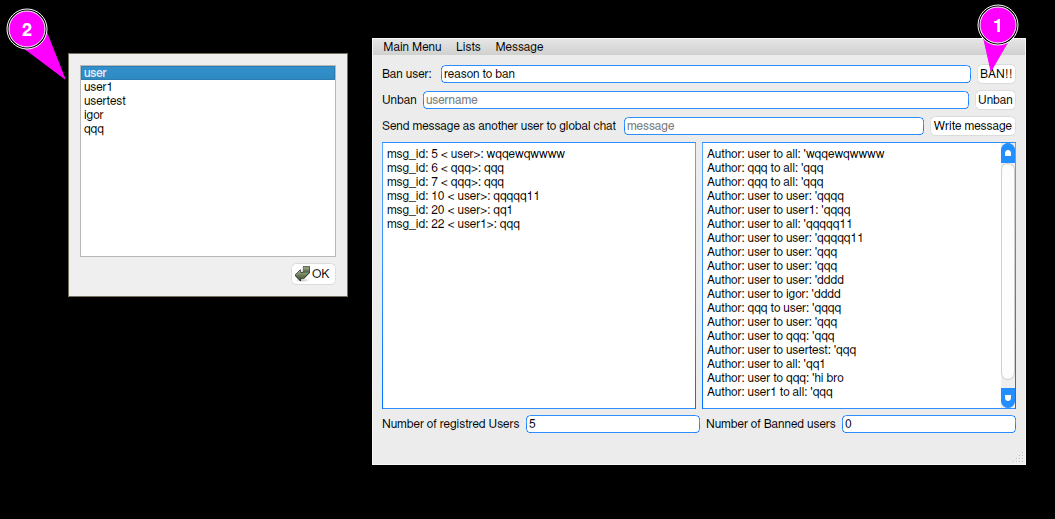 2
1
user
user1
usertest
igor
qqq
OK
Main Menu Lists Message
Ban user: reason to ban BAN!!
Unban username Unban
Send message as another user to global chat message Write message
msg_id: 5 < user>: wqqewqwwww
msg_id: 6 < qqq>: qqq
msg_id: 7 < qqq>: qqq
msg_id: 10 < user>: qqqqq11
msg_id: 20 < user>: qq1
msg_id: 22 < user1>: qqq
Author: user to all: 'wqqewqwwww
Author: qqq to all: 'qqq
Author: qqq to all: 'qqq
Author: user to user: 'qqqq
Author: user to user1: 'qqqq
Author: user to all: 'qqqqq11
Author: user to user: 'qqqqq11
Author: user to user: 'qqq
Author: user to user: 'qqq
Author: user to user: 'dddd
Author: user to igor: 'dddd
Author: qqq to user: 'qqqq
Author: user to user: 'qqq
Author: user to qqq: 'qqq
Author: user to usertest: 'qqq
Author: user to all: 'qq1
Author: user to qqq: 'hi bro
Author: user1 to all: 'qqq
Number of registred Users 5 Number of Banned users 0